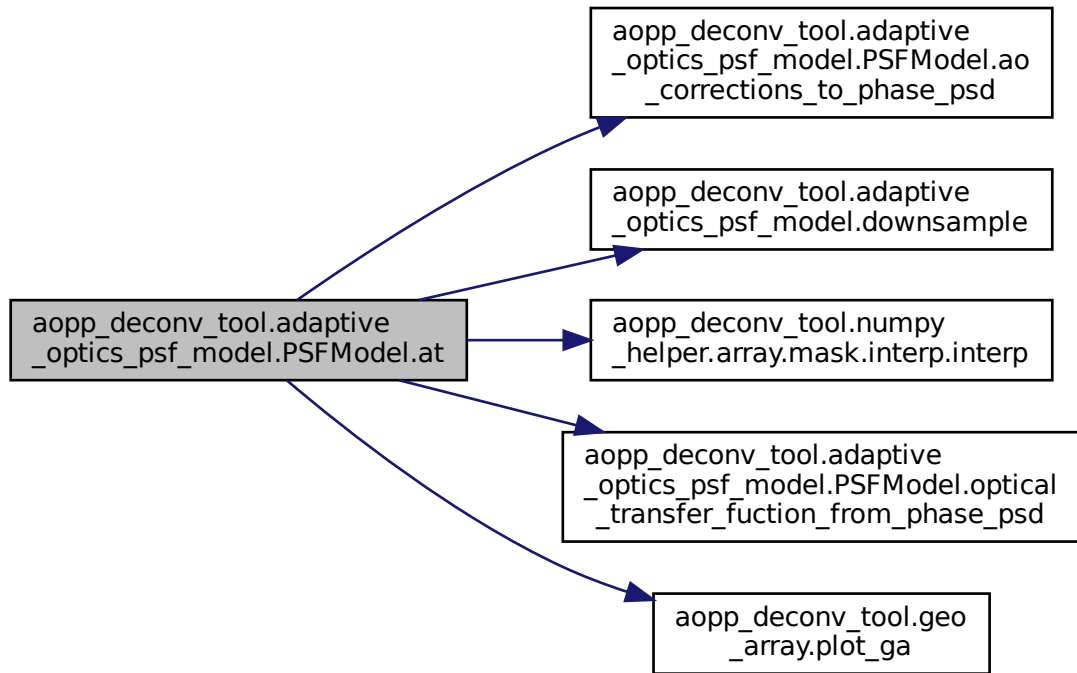 aopp_deconv_tool.adaptive
_optics_psf_model.PSFModel.ao
_corrections_to_phase_psd
aopp_deconv_tool.adaptive
_optics_psf_model.downsample
aopp_deconv_tool.adaptive
_optics_psf_model.PSFModel.at
aopp_deconv_tool.numpy
_helper.array.mask.interp.interp
aopp_deconv_tool.adaptive
_optics_psf_model.PSFModel.optical
_transfer_fuction_from_phase_psd
aopp_deconv_tool.geo
_array.plot_ga